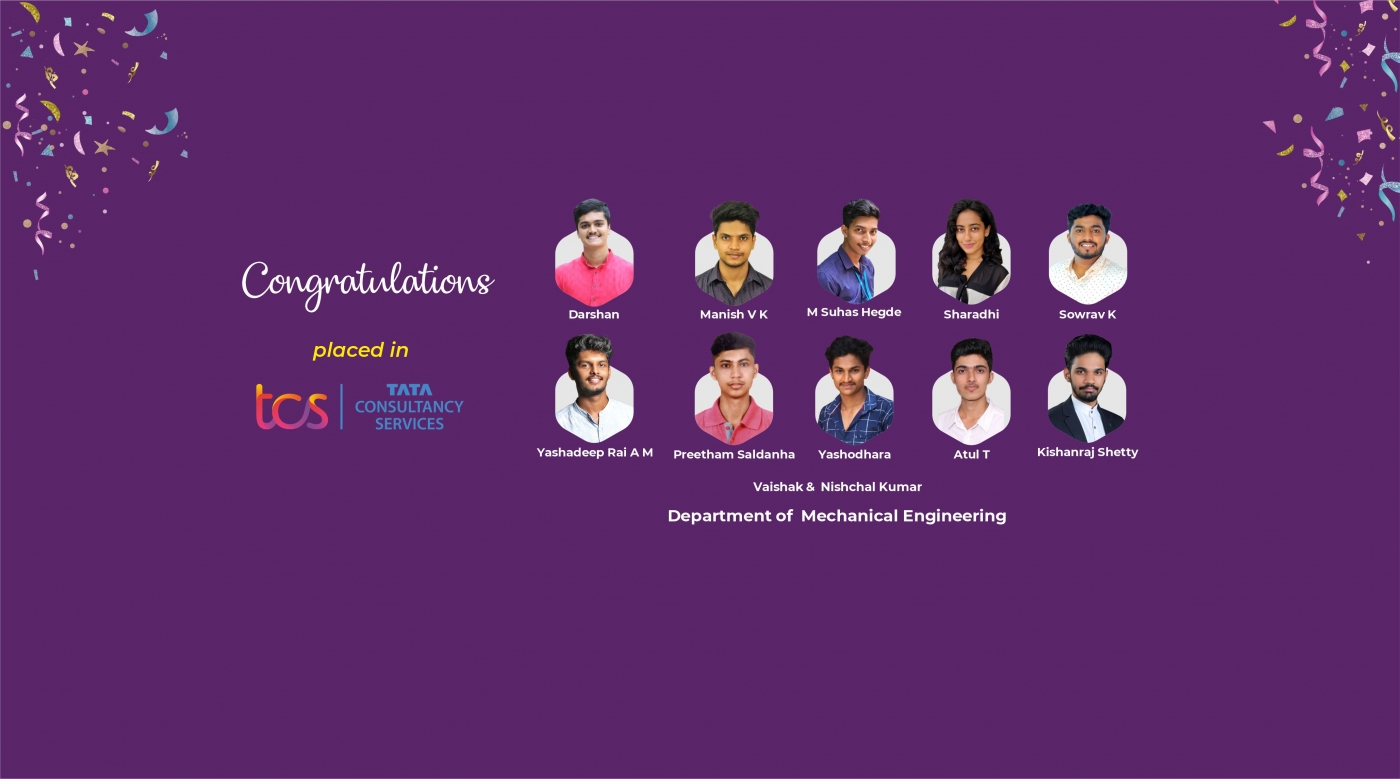 Congratulations
placed in
tcs
TATA
CONSULTANCY
SERVICES
Darshan
Manish V K
M Suhas Hegde
Sharadhi
Sowrav K
Yashadeep Rai A M
Preetham Saldanha
Yashodhara
Atul T
Kishanraj Shetty
Vaishak & Nishchal Kumar
Department of Mechanical Engineering